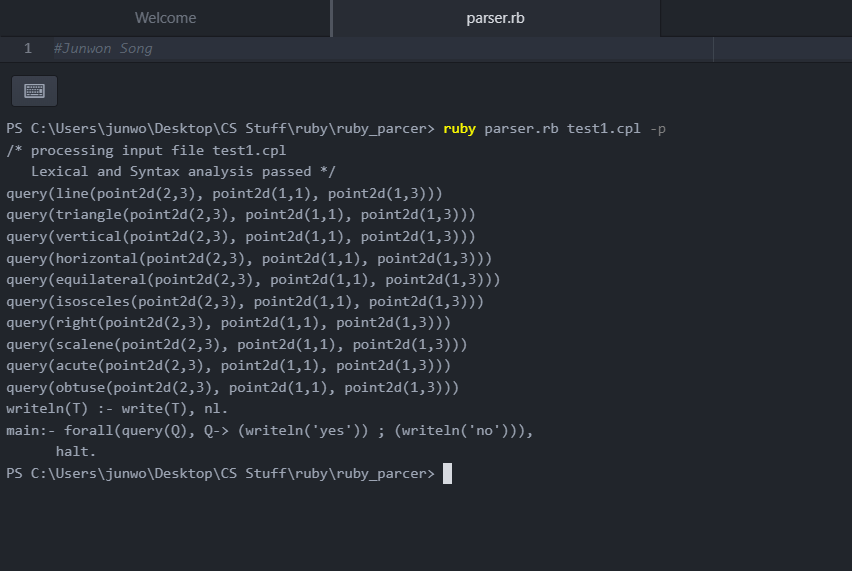 Welcome
parser.rb
1 #Junwon Song
PS C:\Users\junwo\Desktop\CS Stuff\ruby\ruby_parcer> ruby parser.rb test1.cpl -p
/* processing input file test1.cpl
   Lexical and Syntax analysis passed */
query(line(point2d(2,3), point2d(1,1), point2d(1,3)))
query(triangle(point2d(2,3), point2d(1,1), point2d(1,3)))
query(vertical(point2d(2,3), point2d(1,1), point2d(1,3)))
query(horizontal(point2d(2,3), point2d(1,1), point2d(1,3)))
query(equilateral(point2d(2,3), point2d(1,1), point2d(1,3)))
query(isosceles(point2d(2,3), point2d(1,1), point2d(1,3)))
query(right(point2d(2,3), point2d(1,1), point2d(1,3)))
query(scalene(point2d(2,3), point2d(1,1), point2d(1,3)))
query(acute(point2d(2,3), point2d(1,1), point2d(1,3)))
query(obtuse(point2d(2,3), point2d(1,1), point2d(1,3)))
writeln(T) :- write(T), nl.
main:- forall(query(Q), Q-> (writeln('yes')) ; (writeln('no'))),
      halt.
PS C:\Users\junwo\Desktop\CS Stuff\ruby\ruby_parcer>